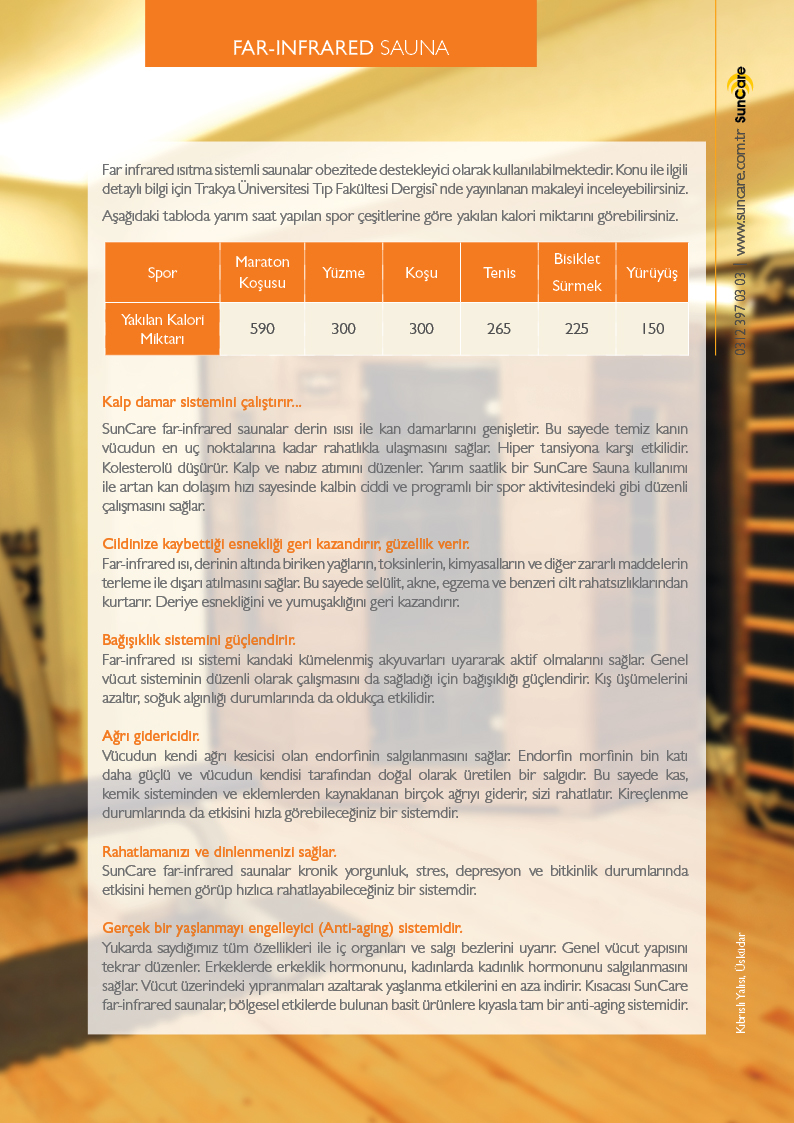 FAR-INFRARED SAUNA
Far infrared ısıtma sistemli saunalar obezitede destekleyici olarak kullanılabilmektedir. Konu ile ilgili
detaylı bilgi için Trakya Üniversitesi Tıp Fakültesi Dergisi` nde yayınlanan makaleyi inceleyebilirsiniz.
Aşağıdaki tabloda yarım saat yapılan spor çeşitlerine göre yakılan kalori miktarını görebilirsiniz.
Spor
Maraton
Koşusu
Yüzme
Koşu
Tenis
Bisiklet
Sürmek
Yürüyüş
Yakılan Kalori
Miktarı
590
300
300
265
225
150
Kalp damar sistemini çalıştırır...
SunCare far-infrared saunalar derin ısısı ile kan damarlarını genişletir. Bu sayede temiz kanın
vücudun en uç noktalarına kadar rahatlıkla ulaşmasını sağlar. Hiper tansiyona karşı etkilidir.
Kolesterolü düşürür. Kalp ve nabız atımını düzenler. Yarım saatlik bir SunCare Sauna kullanımı
ile artan kan dolaşım hızı sayesinde kalbin ciddi ve programlı bir spor aktivitesindeki gibi düzenli
çalışmasını sağlar.
Cildinize kaybettiği esnekliği geri kazandırır, güzellik verir.
Far-infrared ısı, derinin altında biriken yağların, toksinlerin, kimyasalların ve diğer zararlı maddelerin
terleme ile dışarı atılmasını sağlar. Bu sayede selülit, akne, egzema ve benzeri cilt rahatsızlıklarından
kurtarır. Deriye esnekliğini ve yumuşaklığını geri kazandırır.
Bağışıklık sistemini güçlendirir.
Far-infrared ısı sistemi kandaki kümelenmiş akyuvarları uyararak aktif olmalarını sağlar. Genel
vücut sisteminin düzenli olarak çalışmasını da sağladığı için bağışıklığı güçlendirir. Kış üşümelerini
azaltır, soğuk algınlığı durumlarında da oldukça etkilidir.
Ağrı gidericidir.
Vücudun kendi ağrı kesicisi olan endorfinin salgılanmasını sağlar. Endorfin morfinin bin katı
daha güçlü ve vücudun kendisi tarafından doğal olarak üretilen bir salgıdır. Bu sayede kas,
kemik sisteminden ve eklemlerden kaynaklanan birçok ağrıyı giderir, sizi rahatlatır. Kireçlenme
durumlarında da etkisini hızla görebileceğiniz bir sistemdir.
Rahatlamanızı ve dinlenmenizi sağlar.
SunCare far-infrared saunalar kronik yorgunluk, stres, depresyon ve bitkinlik durumlarında
etkisini hemen görüp hızlıca rahatlayabileceğiniz bir sistemdir.
Gerçek bir yaşlanmayı engelleyici (Anti-aging) sistemidir.
Yukarda saydığımız tüm özellikleri ile iç organları ve salgı bezlerini uyarır. Genel vücut yapısını
tekrar düzenler. Erkeklerde erkeklik hormonunu, kadınlarda kadınlık hormonunu salgılanmasını
sağlar. Vücut üzerindeki yıpranmaları azaltarak yaşlanma etkilerini en aza indirir. Kısacası SunCare
far-infrared saunalar, bölgesel etkilerde bulunan basit ürünlere kıyasla tam bir anti-aging sistemidir.
0312 397 03 03 | www.suncare.com.tr SunCare
Kıbrıslı Yalısı, Üsküdar